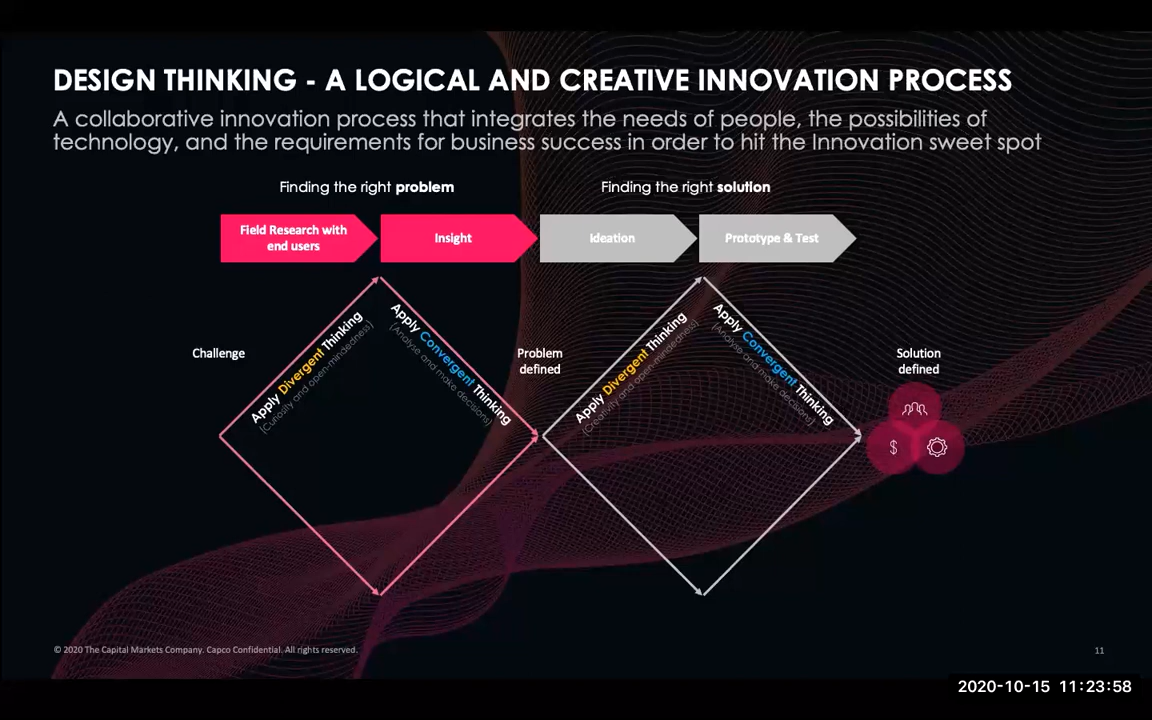 DESIGN THINKING - A LOGICAL AND CREATIVE INNOVATION PROCESS
A collaborative innovation process that integrates the needs of people, the possibilities of
technology, and the requirements for business success in order to hit the Innovation sweet spot
Finding the right problem
Finding the right solution
Field Research with
end users
Insight
Ideation
Prototype & Test
Challenge
Apply Divergent Thinking
(Curiosity and open-mindedness)
Apply Convergent Thinking
(Analyse and make decisions)
Problem
defined
Apply Divergent Thinking
(Creativity and open-mindedness)
Apply Convergent Thinking
(Analyse and make decisions)
Solution
defined
$
© 2020 The Capital Markets Company. Capco Confidential. All rights reserved.
11
2020-10-15 11:23:58